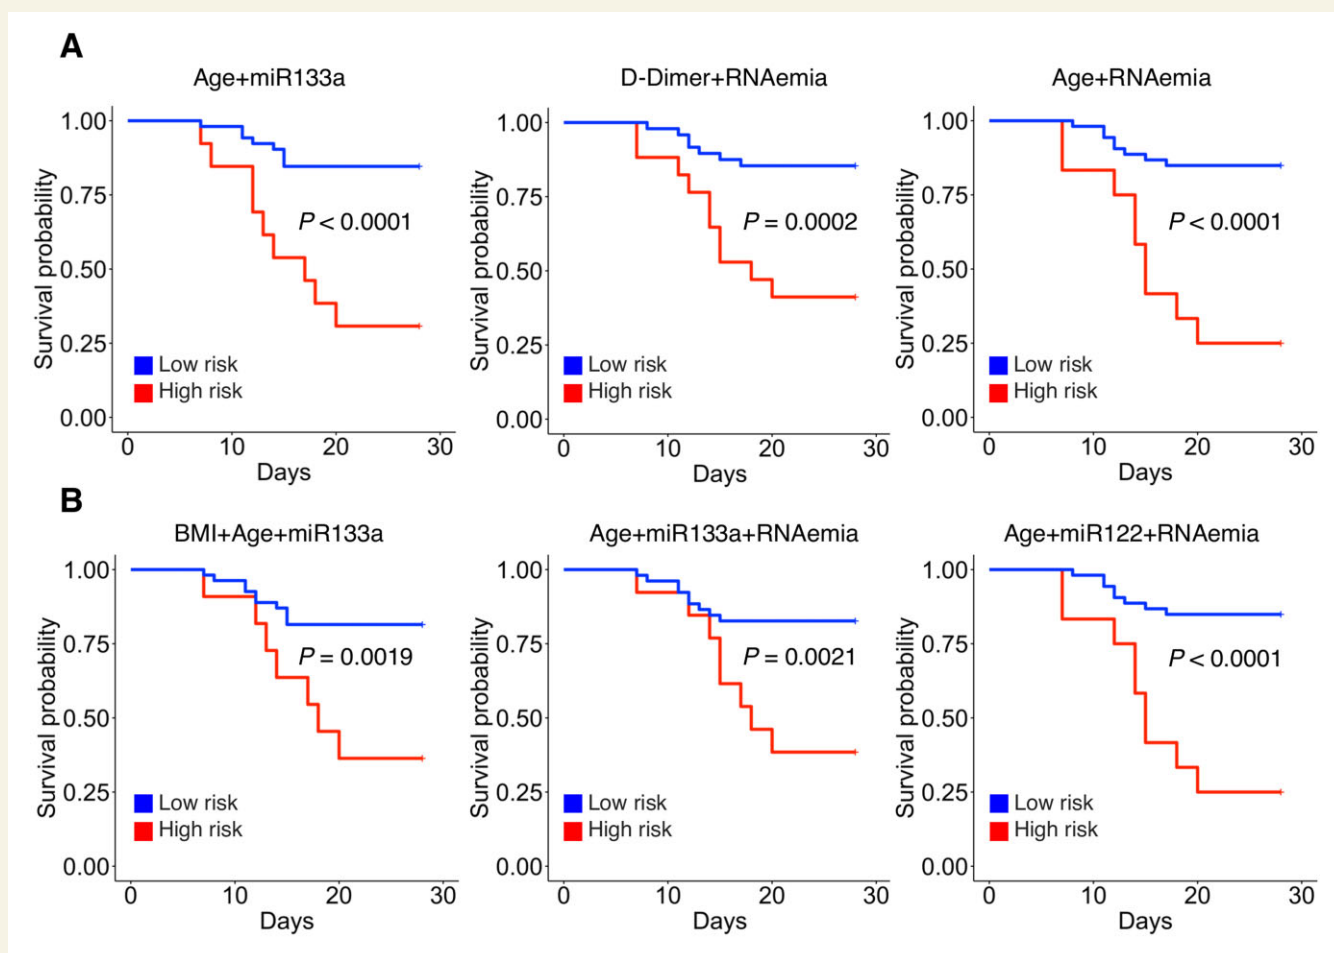 A
Age+miR133a
D-Dimer+RNAemia
Age+RNAemia
Survival probability
1.00
0.75
0.50
0.25
0.00
P < 0.0001
Low risk
High risk
0 10 20 30
Days
Survival probability
1.00
0.75
0.50
0.25
0.00
P = 0.0002
Low risk
High risk
0 10 20 30
Days
Survival probability
1.00
0.75
0.50
0.25
0.00
P < 0.0001
Low risk
High risk
0 10 20 30
Days
B
BMI+Age+miR133a
Age+miR133a+RNAemia
Age+miR122+RNAemia
Survival probability
1.00
0.75
0.50
0.25
0.00
P = 0.0019
Low risk
High risk
0 10 20 30
Days
Survival probability
1.00
0.75
0.50
0.25
0.00
P = 0.0021
Low risk
High risk
0 10 20 30
Days
Survival probability
1.00
0.75
0.50
0.25
0.00
P < 0.0001
Low risk
High risk
0 10 20 30
Days